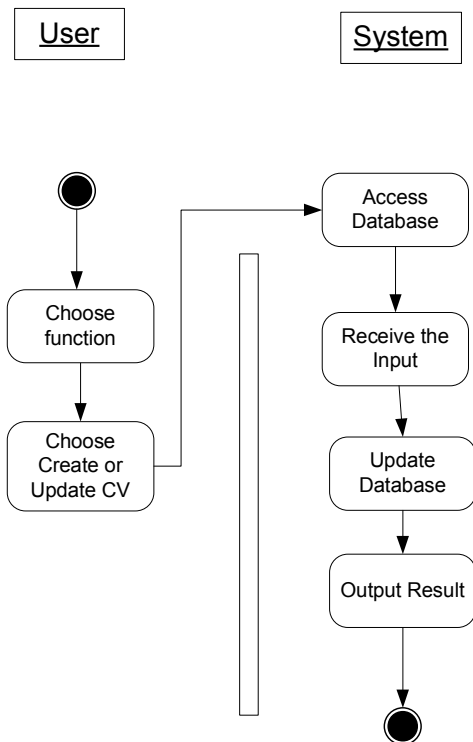 User
System
Choose
function
Choose
Create or
Update CV
Access
Database
Receive the
Input
Update
Database
Output Result